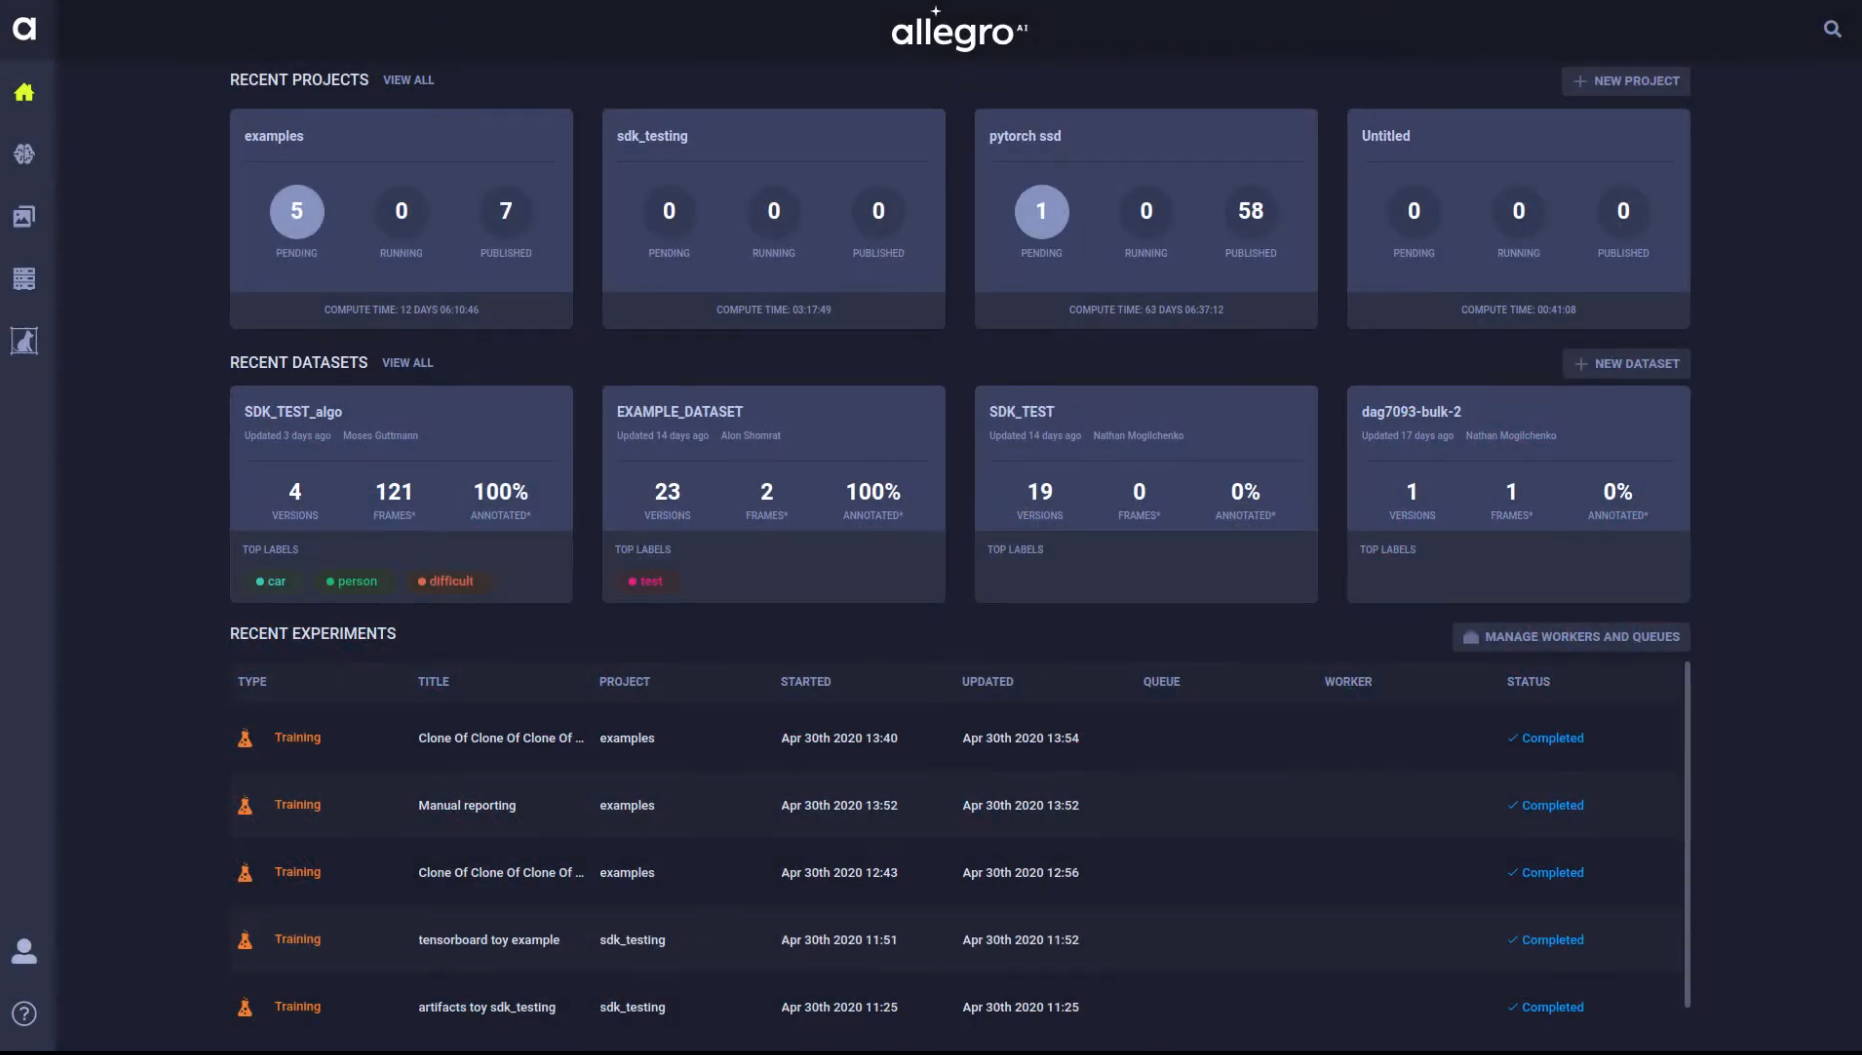 a
allegro AI
RECENT PROJECTS VIEW ALL
+ NEW PROJECT
examples
5 0 7
PENDING RUNNING PUBLISHED
COMPUTE TIME: 12 DAYS 06:10:46
sdk_testing
0 0 0
PENDING RUNNING PUBLISHED
COMPUTE TIME: 03:17:49
pytorch ssd
1 0 58
PENDING RUNNING PUBLISHED
COMPUTE TIME: 63 DAYS 06:37:12
Untitled
0 0 0
PENDING RUNNING PUBLISHED
COMPUTE TIME: 00:41:08
RECENT DATASETS VIEW ALL
+ NEW DATASET
SDK_TEST_algo
Updated 3 days ago Moses Guttmann
4 121 100%
VERSIONS FRAMES* ANNOTATED*
TOP LABELS
car person difficult
EXAMPLE_DATASET
Updated 14 days ago Alon Shomrat
23 2 100%
VERSIONS FRAMES* ANNOTATED*
TOP LABELS
test
SDK_TEST
Updated 14 days ago Nathan Mogilchenko
19 0 0%
VERSIONS FRAMES* ANNOTATED*
TOP LABELS
dag7093-bulk-2
Updated 17 days ago Nathan Mogilchenko
1 1 0%
VERSIONS FRAMES* ANNOTATED*
TOP LABELS
RECENT EXPERIMENTS
MANAGE WORKERS AND QUEUES
TYPE TITLE PROJECT STARTED UPDATED QUEUE WORKER STATUS
Training Clone Of Clone Of Clone Of ... examples Apr 30th 2020 13:40 Apr 30th 2020 13:54 Completed
Training Manual reporting examples Apr 30th 2020 13:52 Apr 30th 2020 13:52 Completed
Training Clone Of Clone Of Clone Of ... examples Apr 30th 2020 12:43 Apr 30th 2020 12:56 Completed
Training tensorboard toy example sdk_testing Apr 30th 2020 11:51 Apr 30th 2020 11:52 Completed
Training artifacts toy sdk_testing sdk_testing Apr 30th 2020 11:25 Apr 30th 2020 11:25 Completed
?